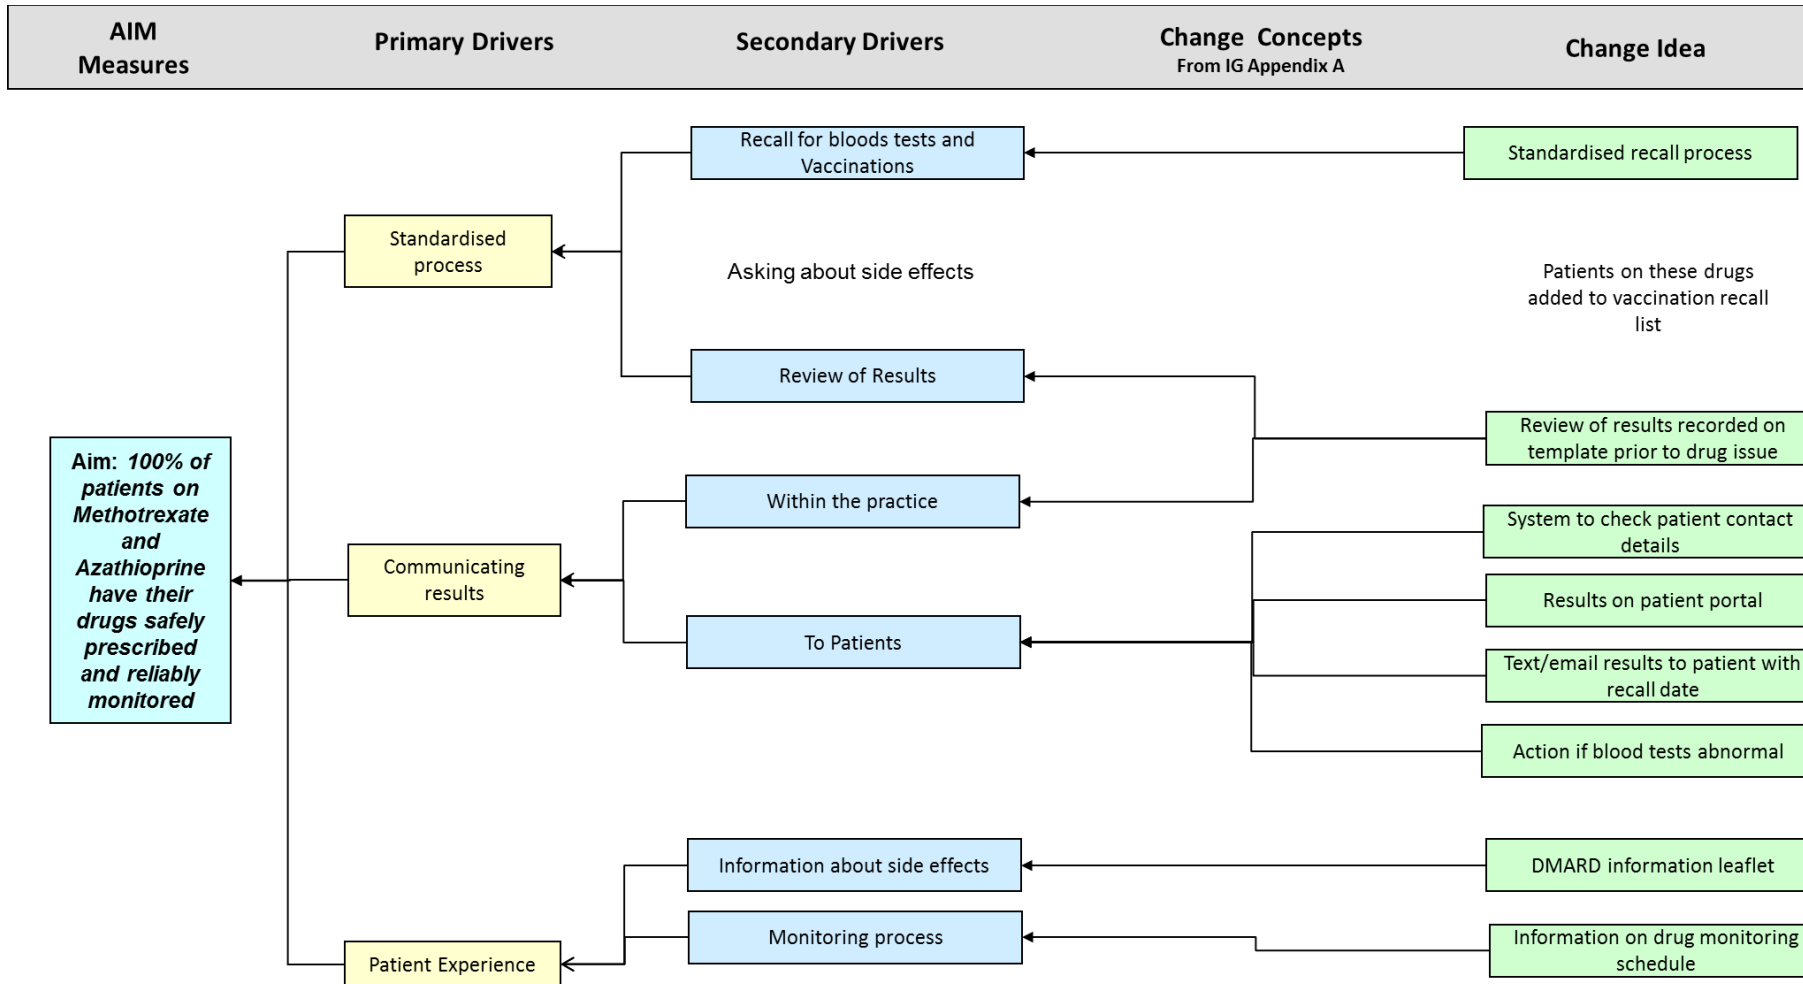 AIM
Measures
Primary Drivers
Secondary Drivers
Change Concepts
From IG Appendix A
Change Idea
Recall for bloods tests and
Vaccinations
Standardised recall process
Standardised
process
Asking about side effects
Patients on these drugs
added to vaccination recall
list
Review of Results
Review of results recorded on
template prior to drug issue
Aim: 100% of
patients on
Methotrexate
and
Azathioprine
have their
drugs safely
prescribed
and reliably
monitored
Within the practice
System to check patient contact
details
Communicating
results
Results on patient portal
To Patients
Text/email results to patient with
recall date
Action if blood tests abnormal
Information about side effects
DMARD information leaflet
Monitoring process
Information on drug monitoring
schedule
Patient Experience